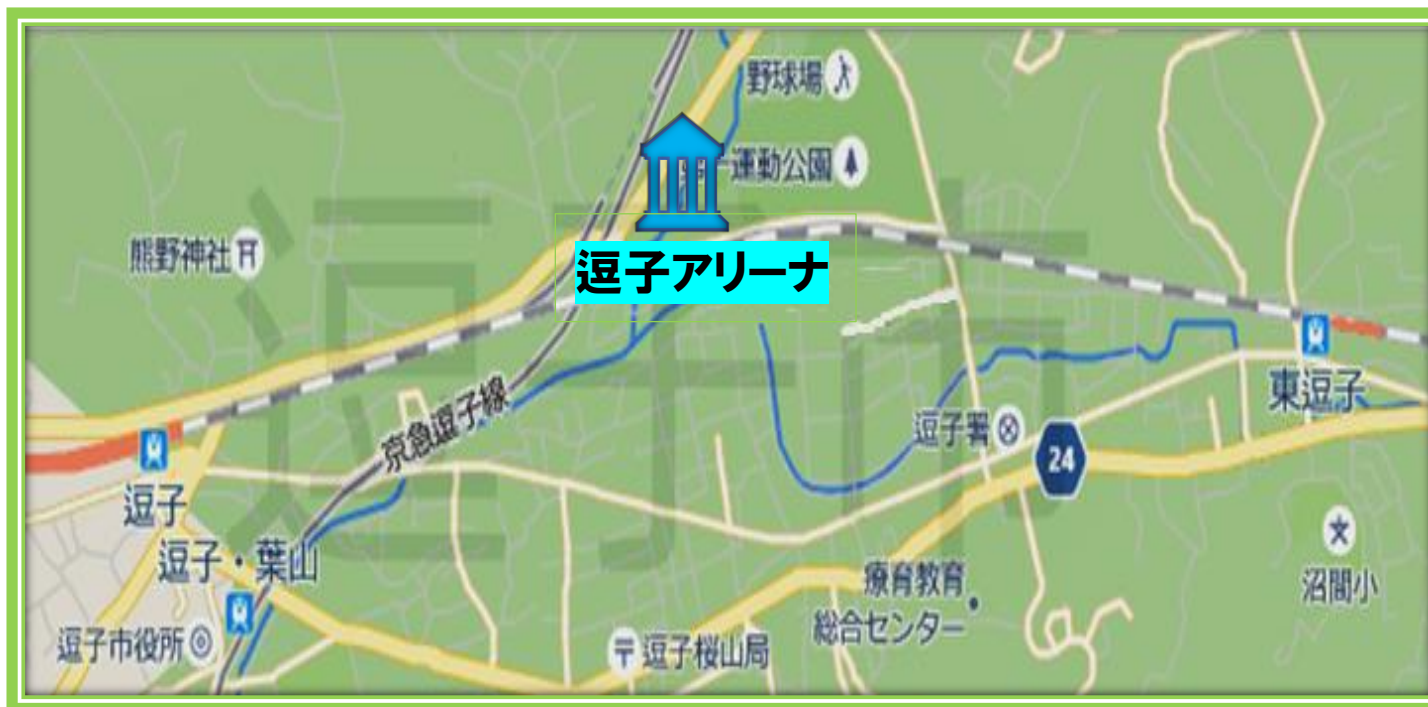 野球場
運動公園
熊野神社
逗子アリーナ
逗子市
京急逗子線
東逗子
逗子署
24
逗子
逗子・葉山
療育教育
総合センター
沼間小
逗子市役所
〒逗子桜山局